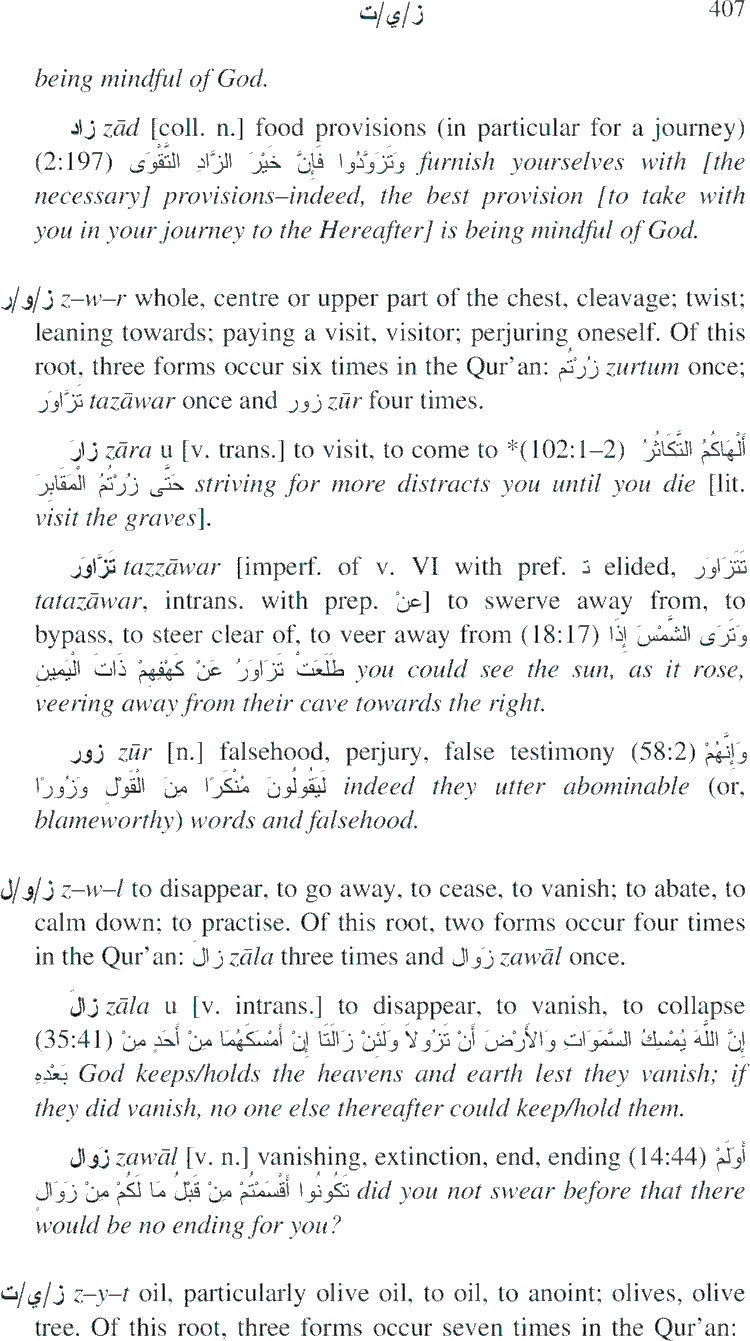 ز/ي/ت 407
being mindful of God.
زاد zād [coll. n.] food provisions (in particular for a journey)
(2:197) وَتَزَوَّدُوا فَإِنَّ خَيْرَ الزَّادِ التَّقْوَى furnish yourselves with [the
necessary] provisions–indeed, the best provision [to take with
you in your journey to the Hereafter] is being mindful of God.
ز/و/ر z–w–r whole, centre or upper part of the chest, cleavage; twist;
leaning towards; paying a visit, visitor; perjuring oneself. Of this
root, three forms occur six times in the Qur'an: زُرْتُم zurtum once;
تَزَّاوَر tazāwar once and زور zūr four times.
زارَ zāra u [v. trans.] to visit, to come to *(102:1–2) أَلْهَاكُمُ التَّكَاثُرُ
حَتَّى زُرْتُمُ الْمَقَابِرَ striving for more distracts you until you die [lit.
visit the graves].
تَزَّاوَر tazzāwar [imperf. of v. VI with pref. تَ elided, تَتَزَاوَر
tatazāwar, intrans. with prep. عنْ] to swerve away from, to
bypass, to steer clear of, to veer away from (18:17) وَتَرَى الشَّمْسَ إِذَا
طَلَعَتْ تَزَاوَرُ عَنْ كَهْفِهِمْ ذَاتَ الْيَمِينِ you could see the sun, as it rose,
veering away from their cave towards the right.
زور zūr [n.] falsehood, perjury, false testimony (58:2) وَإِنَّهُمْ
لَيَقُولُونَ مُنْكَرًا مِنَ الْقَوْلِ وَزُورًا indeed they utter abominable (or,
blameworthy) words and falsehood.
ز/و/ل z–w–l to disappear, to go away, to cease, to vanish; to abate, to
calm down; to practise. Of this root, two forms occur four times
in the Qur'an: زالَ zāla three times and زَوَال zawāl once.
زالَ zāla u [v. intrans.] to disappear, to vanish, to collapse
(35:41) إِنَّ اللَّهَ يُمْسِكُ السَّمَوَاتِ وَالأَرْضَ أَنْ تَزُولاَ وَلَئِنْ زَالَتَا إِنْ أَمْسَكَهُمَا مِنْ أَحَدٍ مِنْ
بَعْدِهِ God keeps/holds the heavens and earth lest they vanish; if
they did vanish, no one else thereafter could keep/hold them.
زَوال zawāl [v. n.] vanishing, extinction, end, ending (14:44) أَوَلَمْ
تَكُونُوا أَقْسَمْتُمْ مِنْ قَبْلُ مَا لَكُمْ مِنْ زَوَالٍ did you not swear before that there
would be no ending for you?
ز/ي/ت z–y–t oil, particularly olive oil, to oil, to anoint; olives, olive
tree. Of this root, three forms occur seven times in the Qur'an: